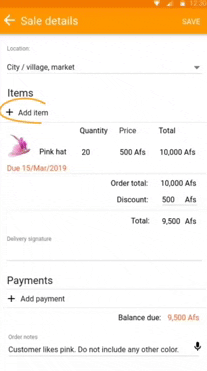 12:30
Sale details
SAVE
Location:
City / village, market
Items
+ Add item
Quantity Price Total
Pink hat 20 500 Afs 10,000 Afs
Due 15/Mar/2019
Order total: 10,000 Afs
Discount: 500 Afs
Total: 9,500 Afs
Delivery signature
Payments
+ Add payment
Balance due: 9,500 Afs
Order notes
Customer likes pink. Do not include any other color.